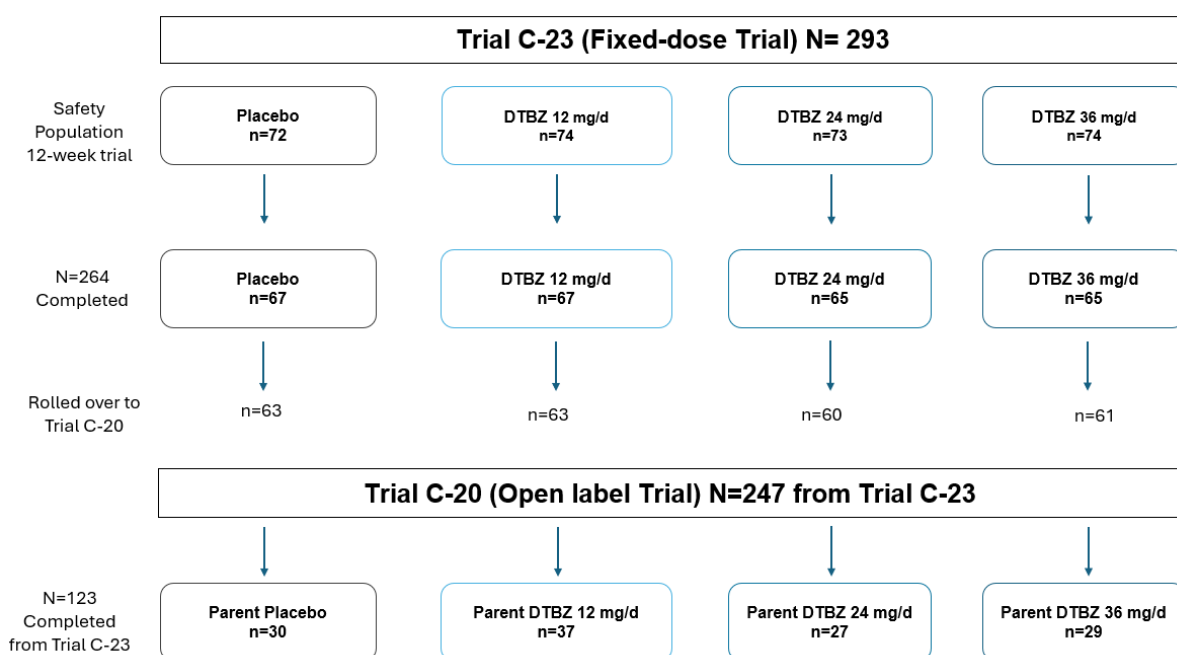 Trial C-23 (Fixed-dose Trial) N= 293
Safety
Population
12-week trial
Placebo
n=72
DTBZ 12 mg/d
n=74
DTBZ 24 mg/d
n=73
DTBZ 36 mg/d
n=74
N=264
Completed
Placebo
n=67
DTBZ 12 mg/d
n=67
DTBZ 24 mg/d
n=65
DTBZ 36 mg/d
n=65
Rolled over to
Trial C-20
n=63
n=63
n=60
n=61
Trial C-20 (Open label Trial) N=247 from Trial C-23
N=123
Completed
from Trial C-23
Parent Placebo
n=30
Parent DTBZ 12 mg/d
n=37
Parent DTBZ 24 mg/d
n=27
Parent DTBZ 36 mg/d
n=29